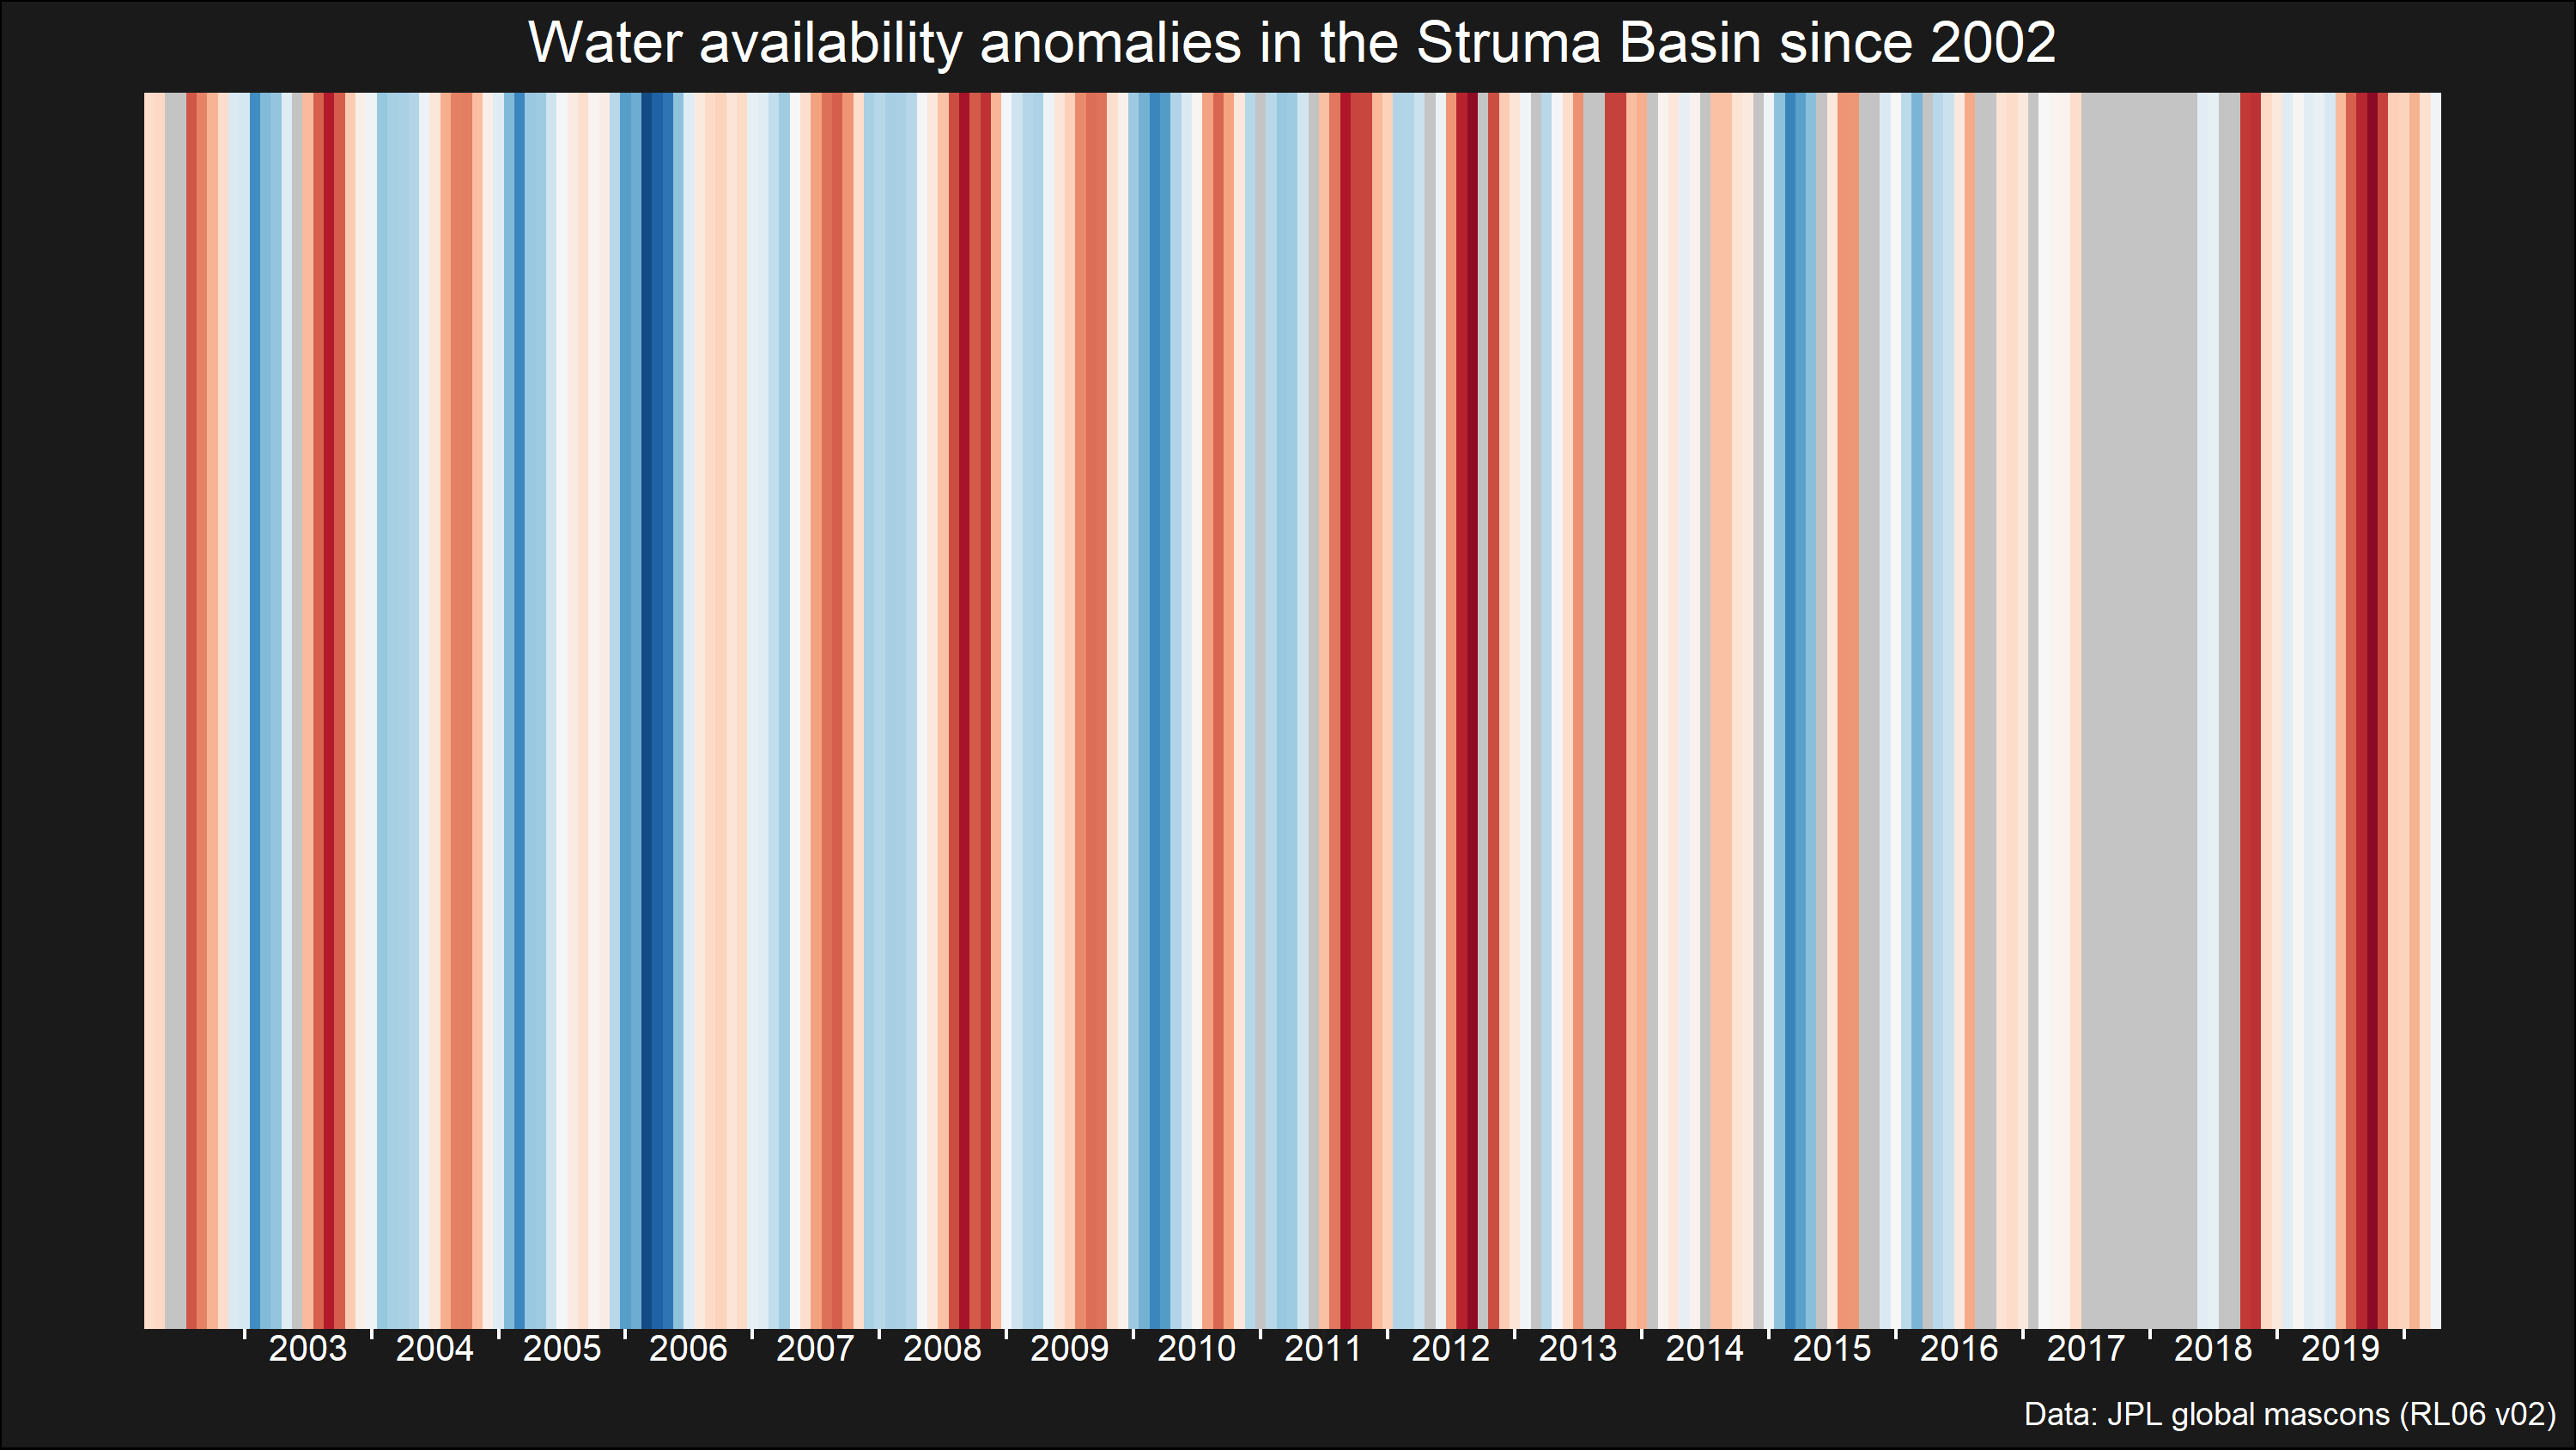 Water availability anomalies in the Struma Basin since 2002
2003 2004 2005 2006 2007 2008 2009 2010 2011 2012 2013 2014 2015 2016 2017 2018 2019
Data: JPL global mascons (RL06 v02)